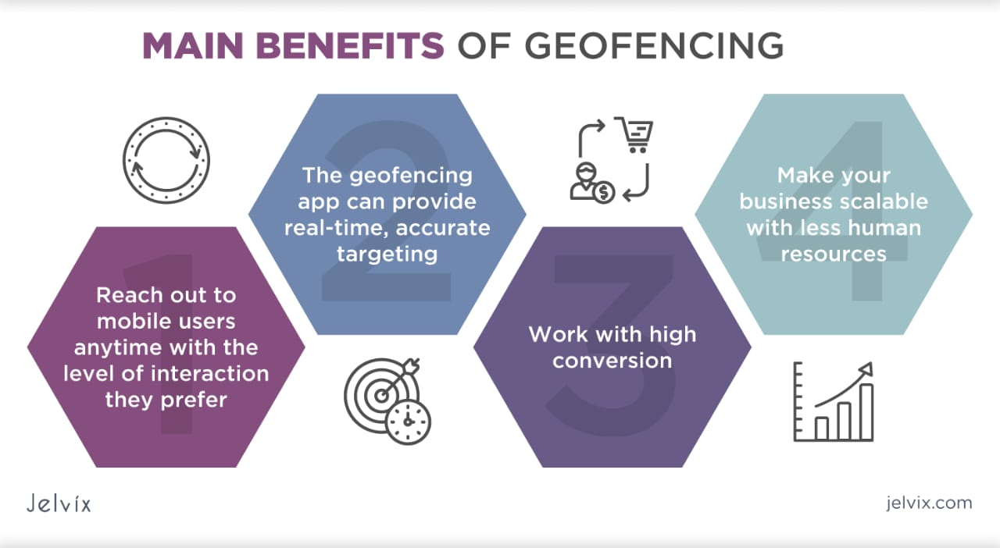 MAIN BENEFITS OF GEOFENCING
1
Reach out to
mobile users
anytime with the
level of interaction
they prefer
2
The geofencing
app can provide
real-time, accurate
targeting
3
Work with high
conversion
4
Make your
business scalable
with less human
resources
$
Jelvix
jelvix.com